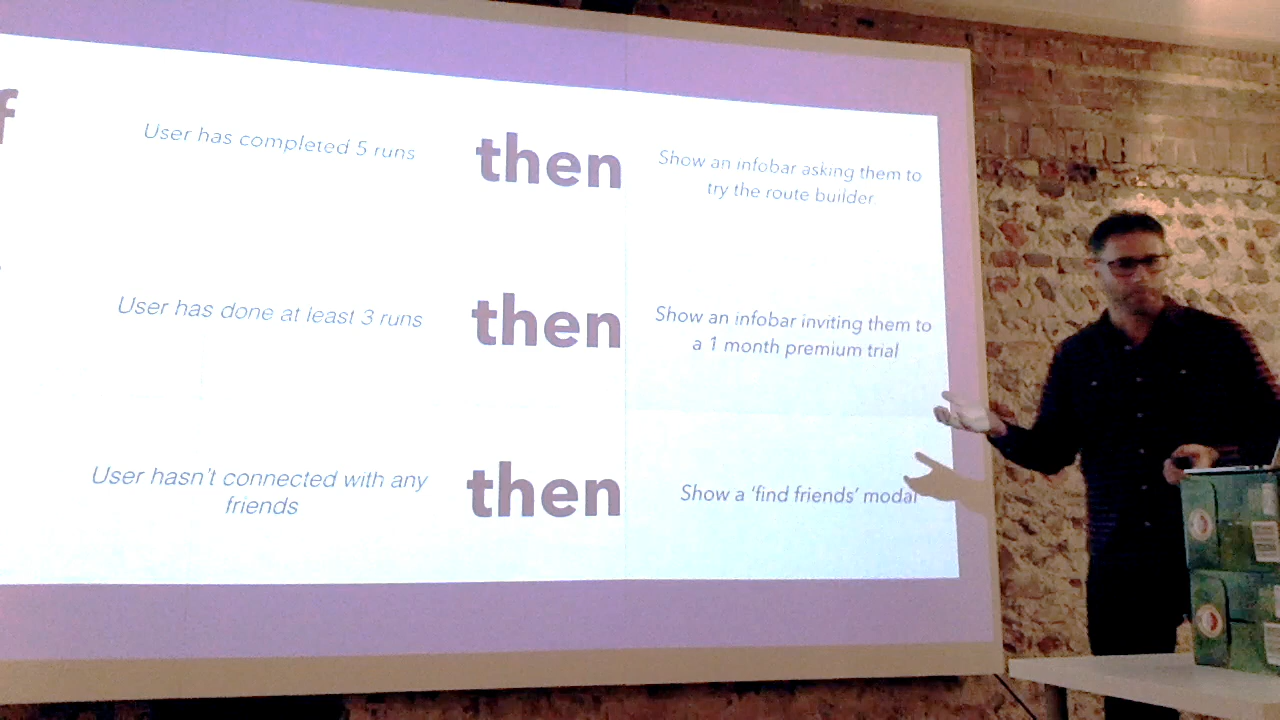 f
User has completed 5 runs
then
Show an infobar asking them to
try the route builder
User has done at least 3 runs
then
Show an infobar inviting them to
a 1 month premium trial
User hasn't connected with any
friends
then
Show a 'find friends' modal